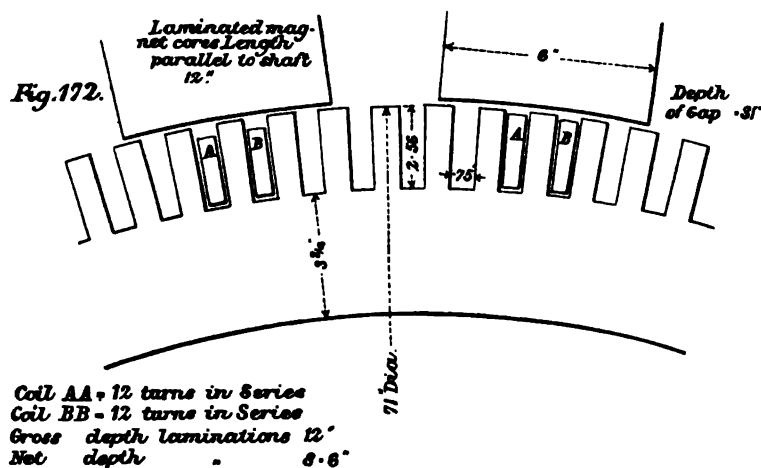 Laminated mag-
net cores Length
parallel to shaft
12"
Fig. 172.
6"
Depth
of Gap .31"
A
B
2.56
.75
A
B
71" Dia.
Coil AA = 12 turns in Series
Coil BB = 12 turns in Series
Gross depth laminations 12"
Net depth " 8.6"